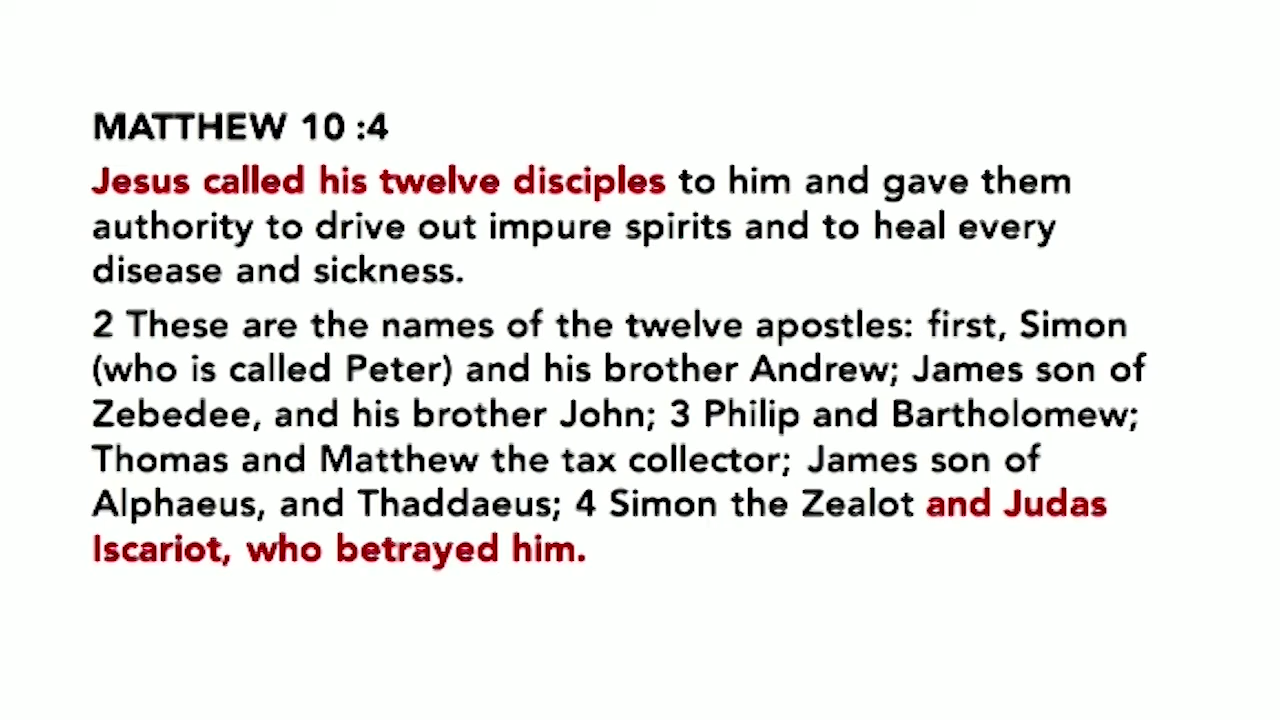 MATTHEW 10 :4
Jesus called his twelve disciples to him and gave them
authority to drive out impure spirits and to heal every
disease and sickness.
2 These are the names of the twelve apostles: first, Simon
(who is called Peter) and his brother Andrew; James son of
Zebedee, and his brother John; 3 Philip and Bartholomew;
Thomas and Matthew the tax collector; James son of
Alphaeus, and Thaddaeus; 4 Simon the Zealot and Judas
Iscariot, who betrayed him.